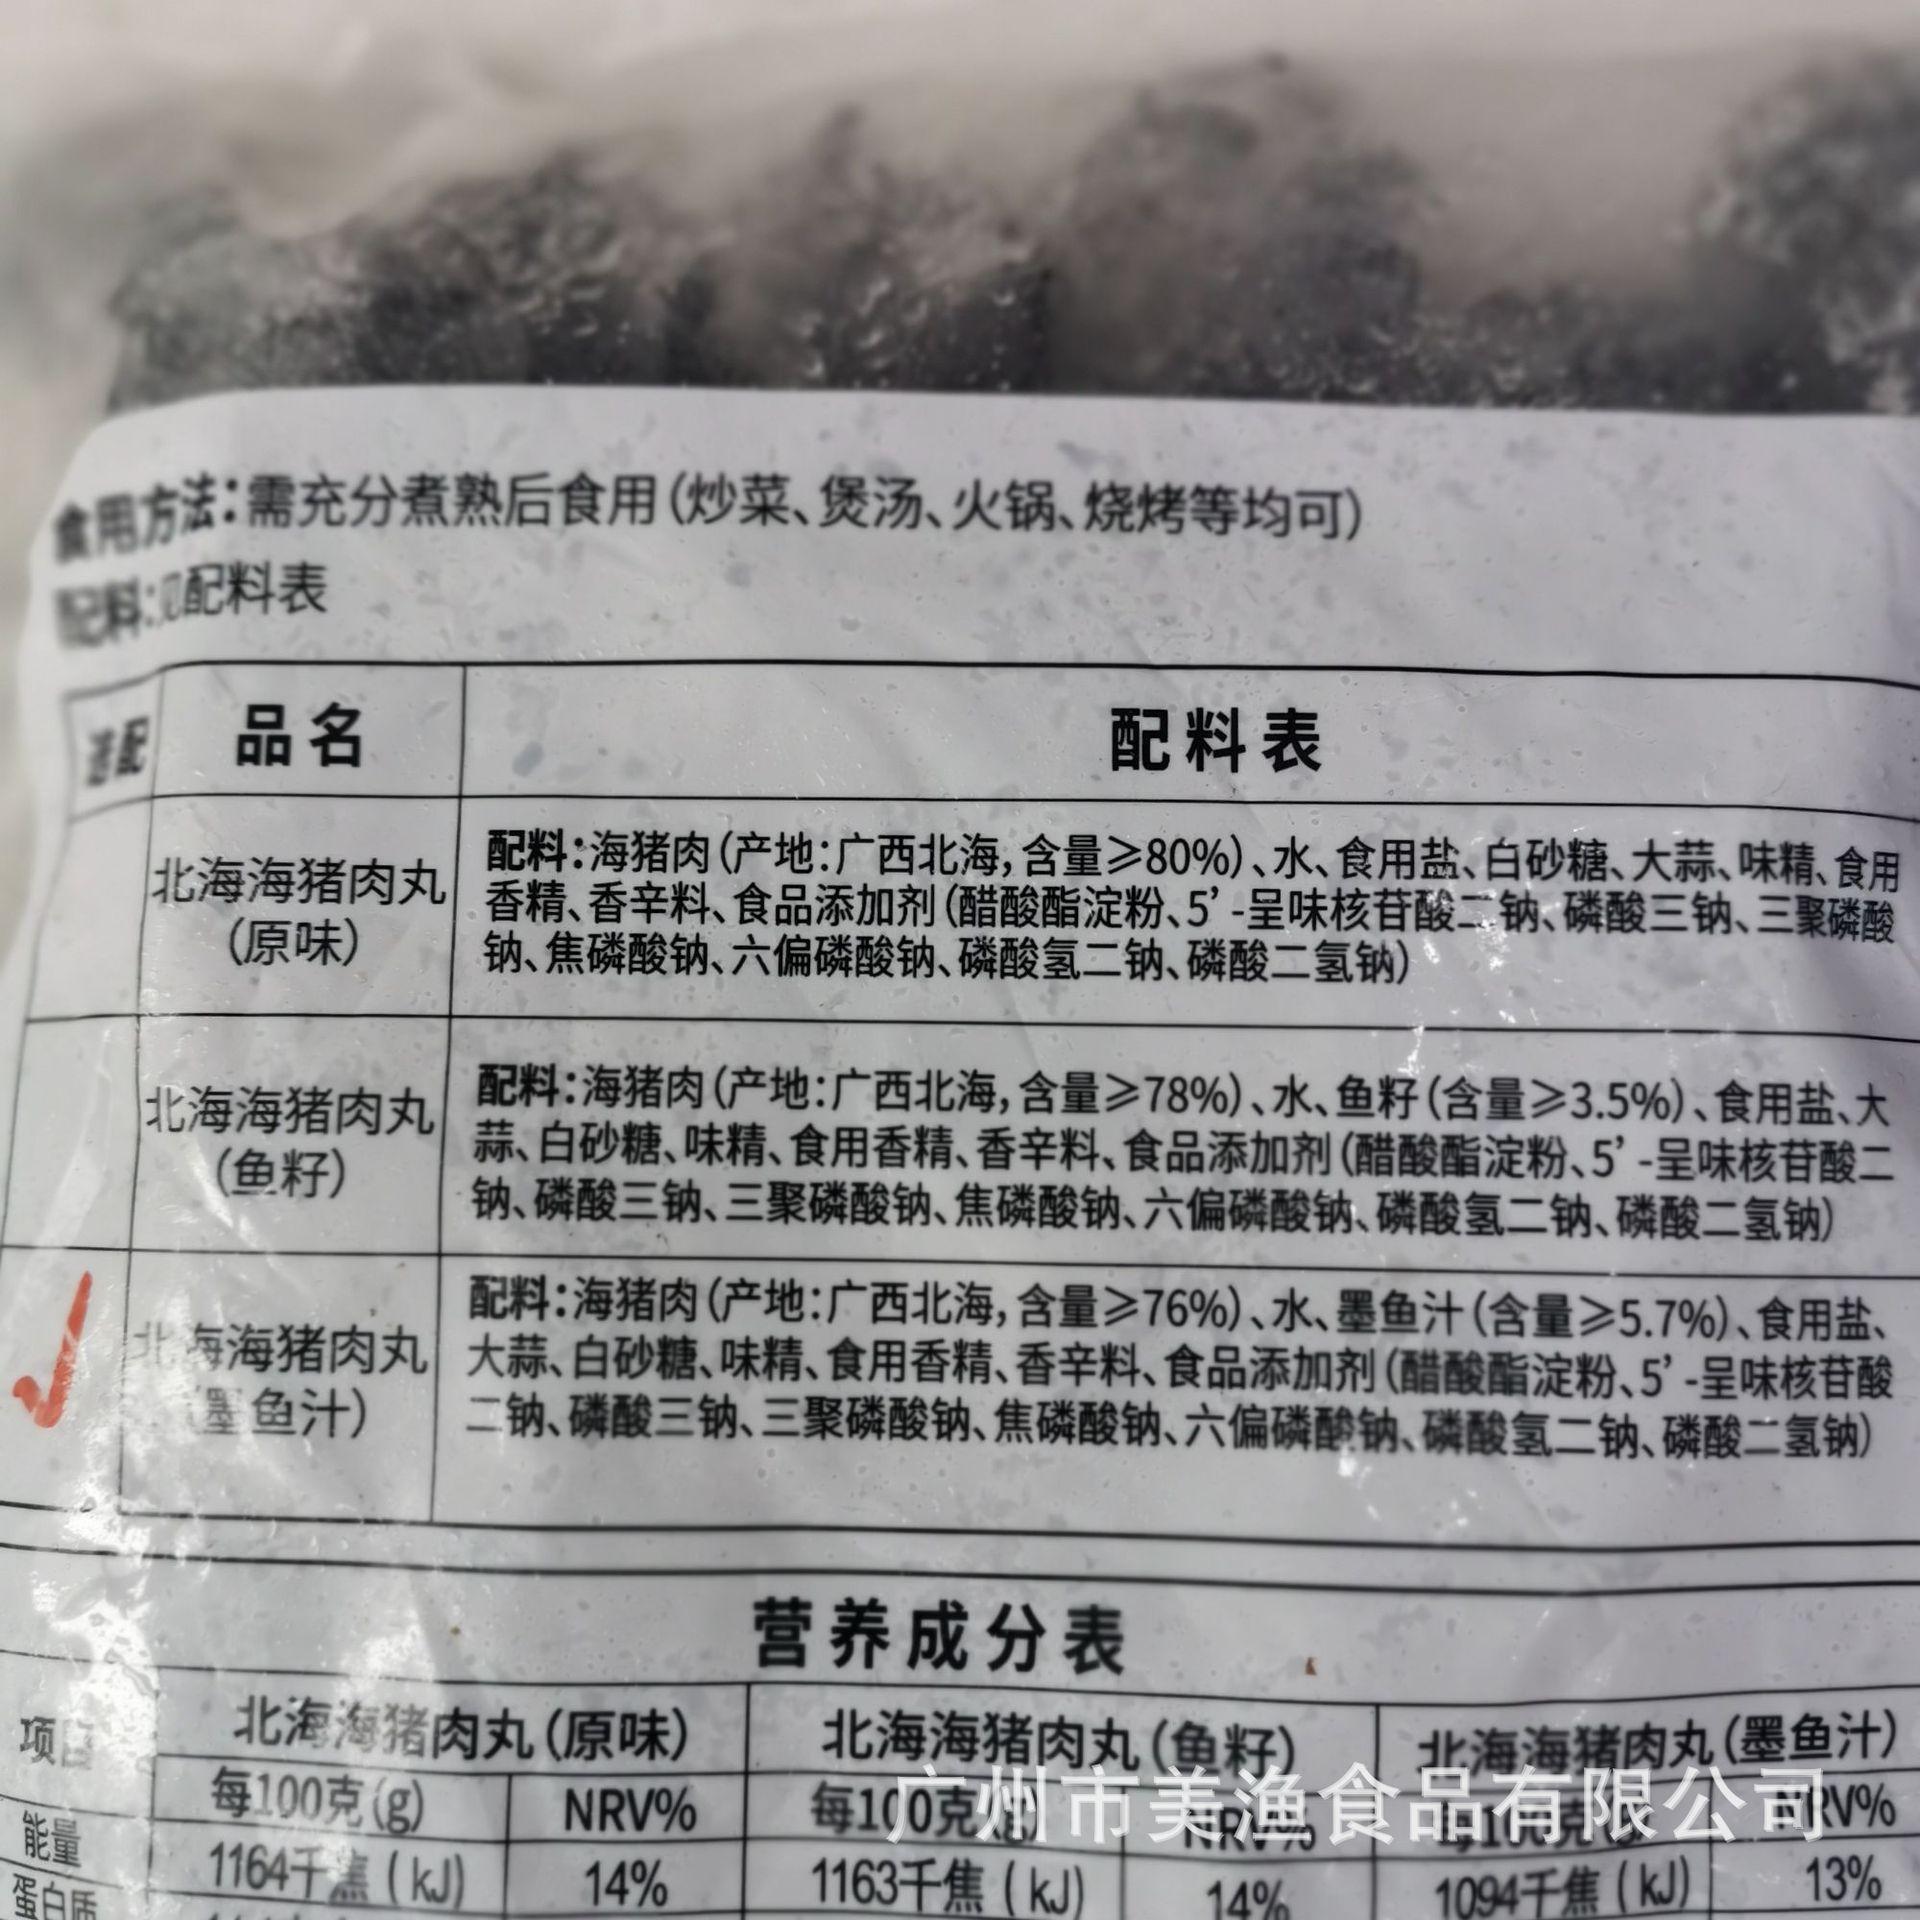 食用方法：需充分煮熟后食用（炒菜、煲汤、火锅、烧烤等均可）
配料：见配料表
选配 品名 配料表
北海海猪肉丸
（原味）
配料：海猪肉（产地：广西北海，含量≥80%）、水、食用盐、白砂糖、大蒜、味精、食用
香精、香辛料、食品添加剂（醋酸酯淀粉、5’-呈味核苷酸二钠、磷酸三钠、三聚磷酸
钠、焦磷酸钠、六偏磷酸钠、磷酸氢二钠、磷酸二氢钠）
北海海猪肉丸
（鱼籽）
配料：海猪肉（产地：广西北海，含量≥78%）、水、鱼籽（含量≥3.5%）、食用盐、大
蒜、白砂糖、味精、食用香精、香辛料、食品添加剂（醋酸酯淀粉、5’-呈味核苷酸二
钠、磷酸三钠、三聚磷酸钠、焦磷酸钠、六偏磷酸钠、磷酸氢二钠、磷酸二氢钠）
北海海猪肉丸
（墨鱼汁）
配料：海猪肉（产地：广西北海，含量≥76%）、水、墨鱼汁（含量≥5.7%）、食用盐、
大蒜、白砂糖、味精、食用香精、香辛料、食品添加剂（醋酸酯淀粉、5’-呈味核苷酸
二钠、磷酸三钠、三聚磷酸钠、焦磷酸钠、六偏磷酸钠、磷酸氢二钠、磷酸二氢钠）
营养成分表
项目 北海海猪肉丸（原味） 北海海猪肉丸（鱼籽） 北海海猪肉丸（墨鱼汁）
每100克(g) NRV% 每100克(g) NRV% 每100克(g) NRV%
广州市美渔食品有限公司
能量 1164千焦（kJ） 14% 1163千焦（kJ） 14% 1094千焦（kJ） 13%
蛋白质